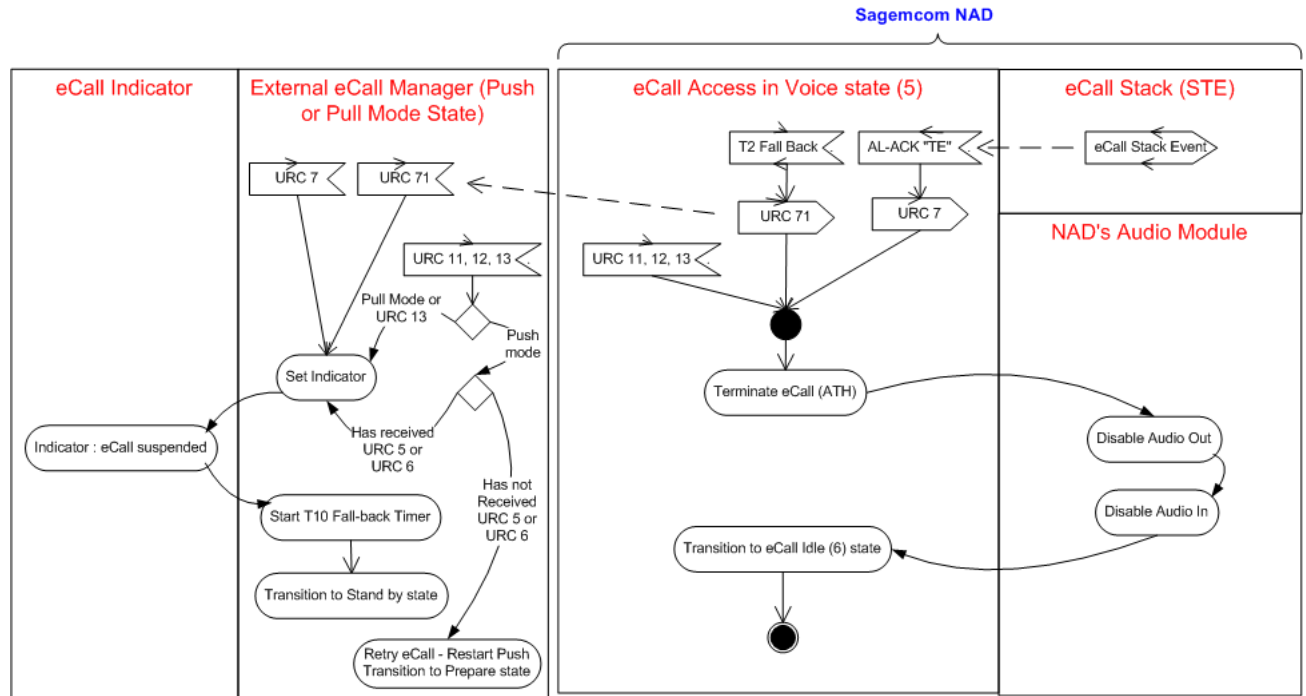 Sagemcom NAD
eCall Indicator
External eCall Manager (Push
or Pull Mode State)
eCall Access in Voice state (5)
eCall Stack (STE)
URC 7
URC 71
URC 11, 12, 13
Pull Mode or
URC 13
Push
mode
Set Indicator
Has received
URC 5 or
URC 6
Indicator : eCall suspended
Has not
Received
URC 5 or
URC 6
Start T10 Fall-back Timer
Transition to Stand by state
Retry eCall - Restart Push
Transition to Prepare state
T2 Fall Back
AL-ACK "TE"
URC 71
URC 7
URC 11, 12, 13
Terminate eCall (ATH)
Transition to eCall Idle (6) state
eCall Stack Event
NAD's Audio Module
Disable Audio Out
Disable Audio In